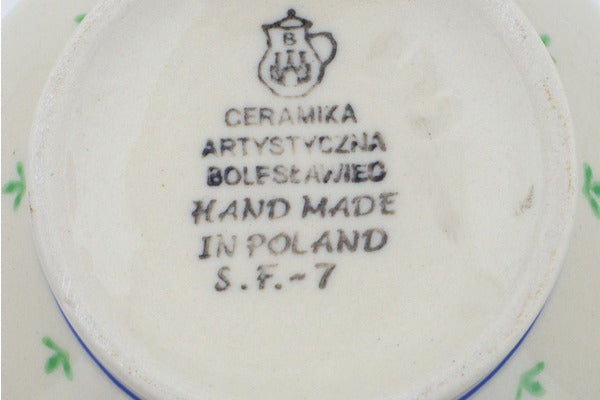 B
CERAMIKA
ARTYSTYCZNA
BOLESŁAWIEC
HAND MADE
IN POLAND
S.F.-7